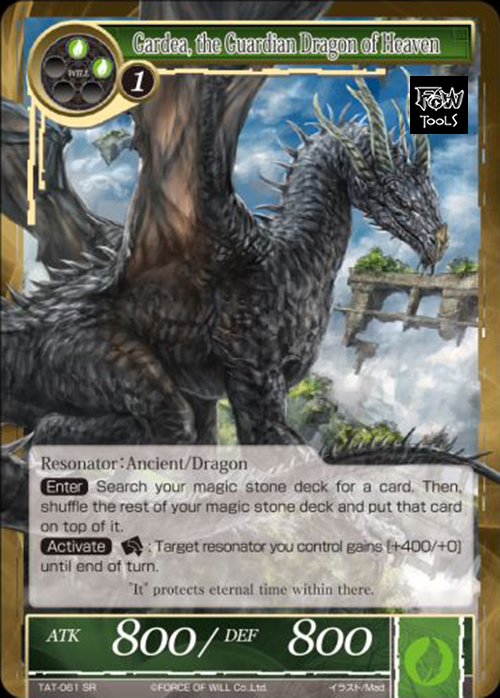 Cardea, the Guardian Dragon of Heaven
WILL
1
FOW
TOOLS
Resonator : Ancient/Dragon
Enter Search your magic stone deck for a card. Then,
shuffle the rest of your magic stone deck and put that card
on top of it.
Activate : Target resonator you control gains [+400/+0]
until end of turn.
"It" protects eternal time within there.
ATK 800 / DEF 800
TAT-061 SR ©FORCE OF WILL Co.,Ltd. イラスト/Mad